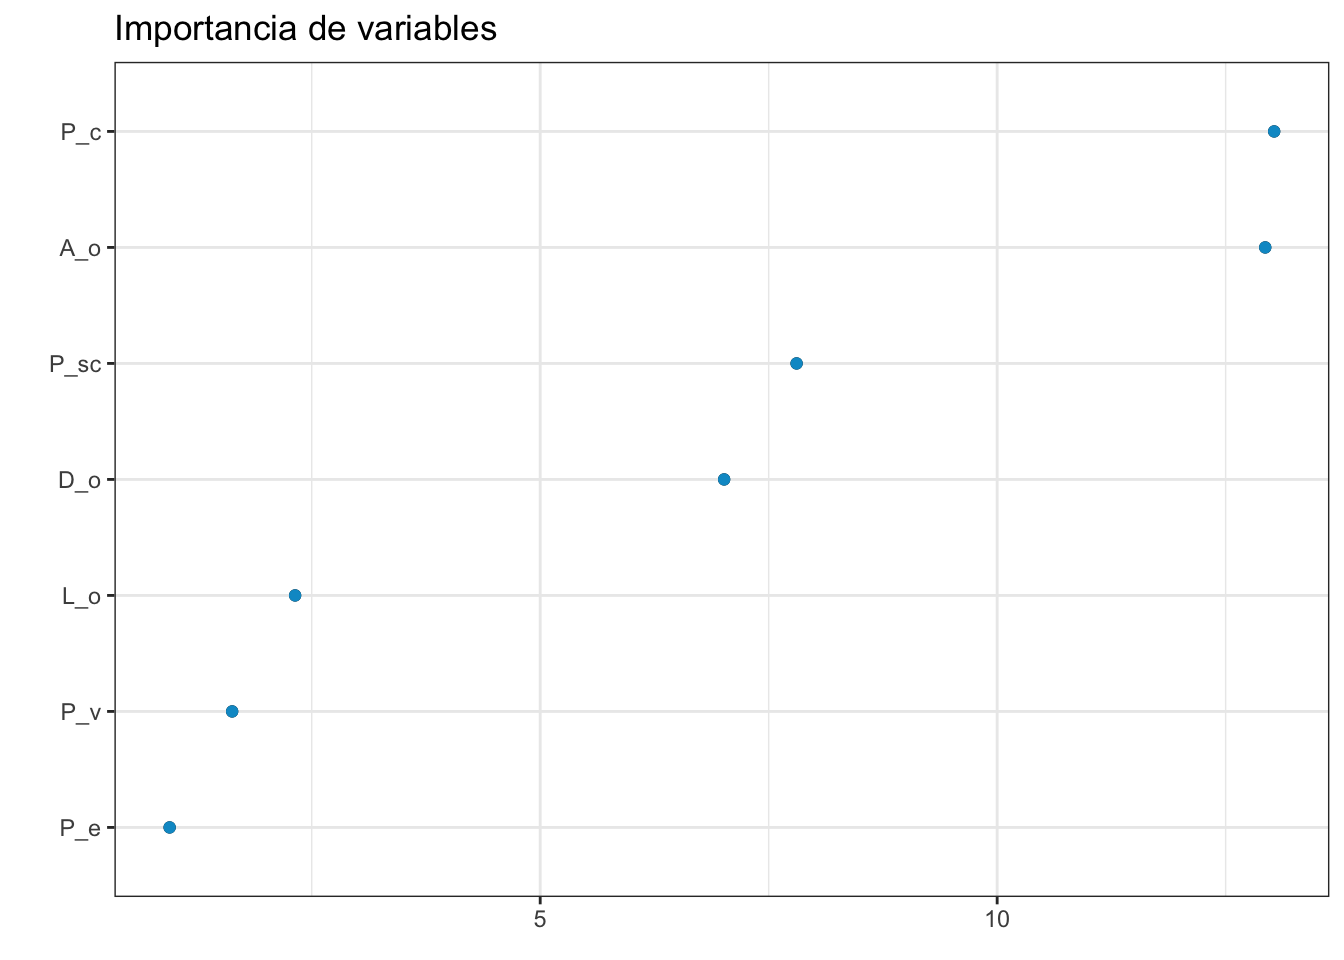 Importancia de variables
P_c
A_o
P_sc
D_o
L_o
P_v
P_e
5 10